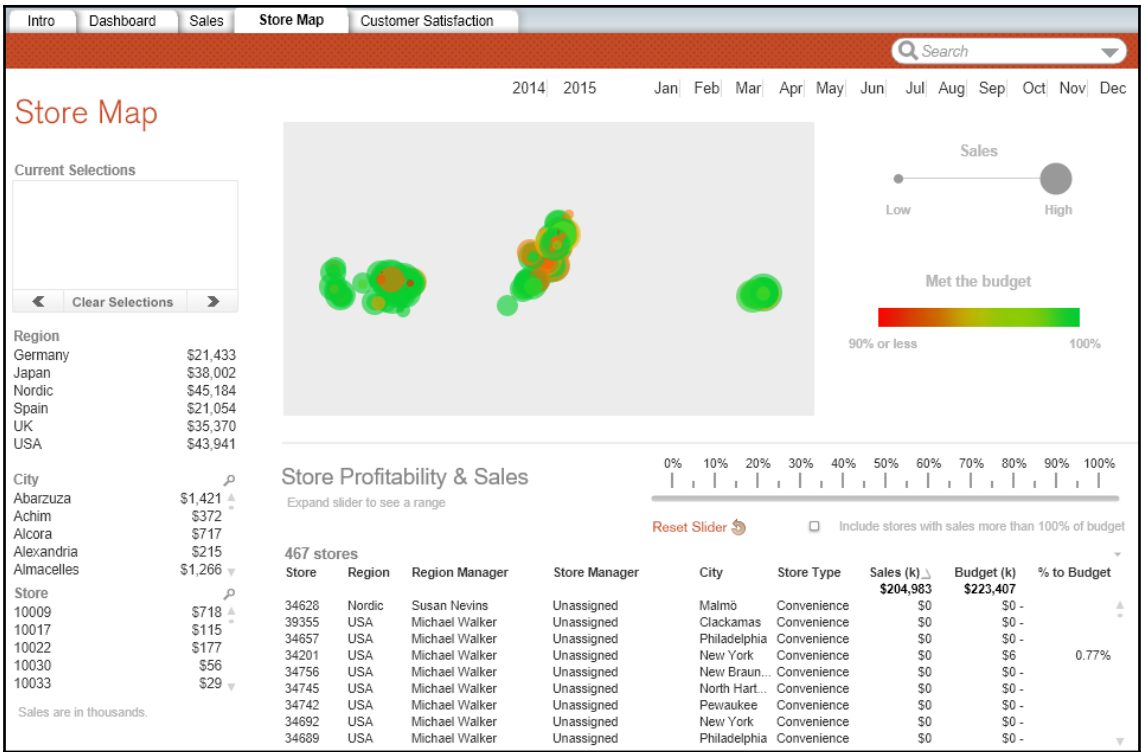 Intro Dashboard Sales Store Map Customer Satisfaction
Search
2014 2015 Jan Feb Mar Apr May Jun Jul Aug Sep Oct Nov Dec
Store Map
Current Selections
Clear Selections
Sales
Low High
Met the budget
90% or less 100%
Region
Germany $21,433
Japan $38,002
Nordic $45,184
Spain $21,054
UK $35,370
USA $43,941
City
Abarzuza $1,421
Achim $372
Alcora $717
Alexandria $215
Almacelles $1,266
Store
10009 $718
10017 $115
10022 $177
10030 $56
10033 $29
Sales are in thousands.
Store Profitability & Sales
Expand slider to see a range
0% 10% 20% 30% 40% 50% 60% 70% 80% 90% 100%
Reset Slider Include stores with sales more than 100% of budget
467 stores
Store Region Region Manager Store Manager City Store Type Sales (k) Budget (k) % to Budget
$204,983 $223,407
34628 Nordic Susan Nevins Unassigned Malmö Convenience $0 $0 -
39355 USA Michael Walker Unassigned Clackamas Convenience $0 $0 -
34657 USA Michael Walker Unassigned Philadelphia Convenience $0 $0 -
34201 USA Michael Walker Unassigned New York Convenience $0 $6 0.77%
34756 USA Michael Walker Unassigned New Braun... Convenience $0 $0 -
34745 USA Michael Walker Unassigned North Hart... Convenience $0 $0 -
34742 USA Michael Walker Unassigned Pewaukee Convenience $0 $0 -
34692 USA Michael Walker Unassigned New York Convenience $0 $0 -
34689 USA Michael Walker Unassigned Philadelphia Convenience $0 $0 -